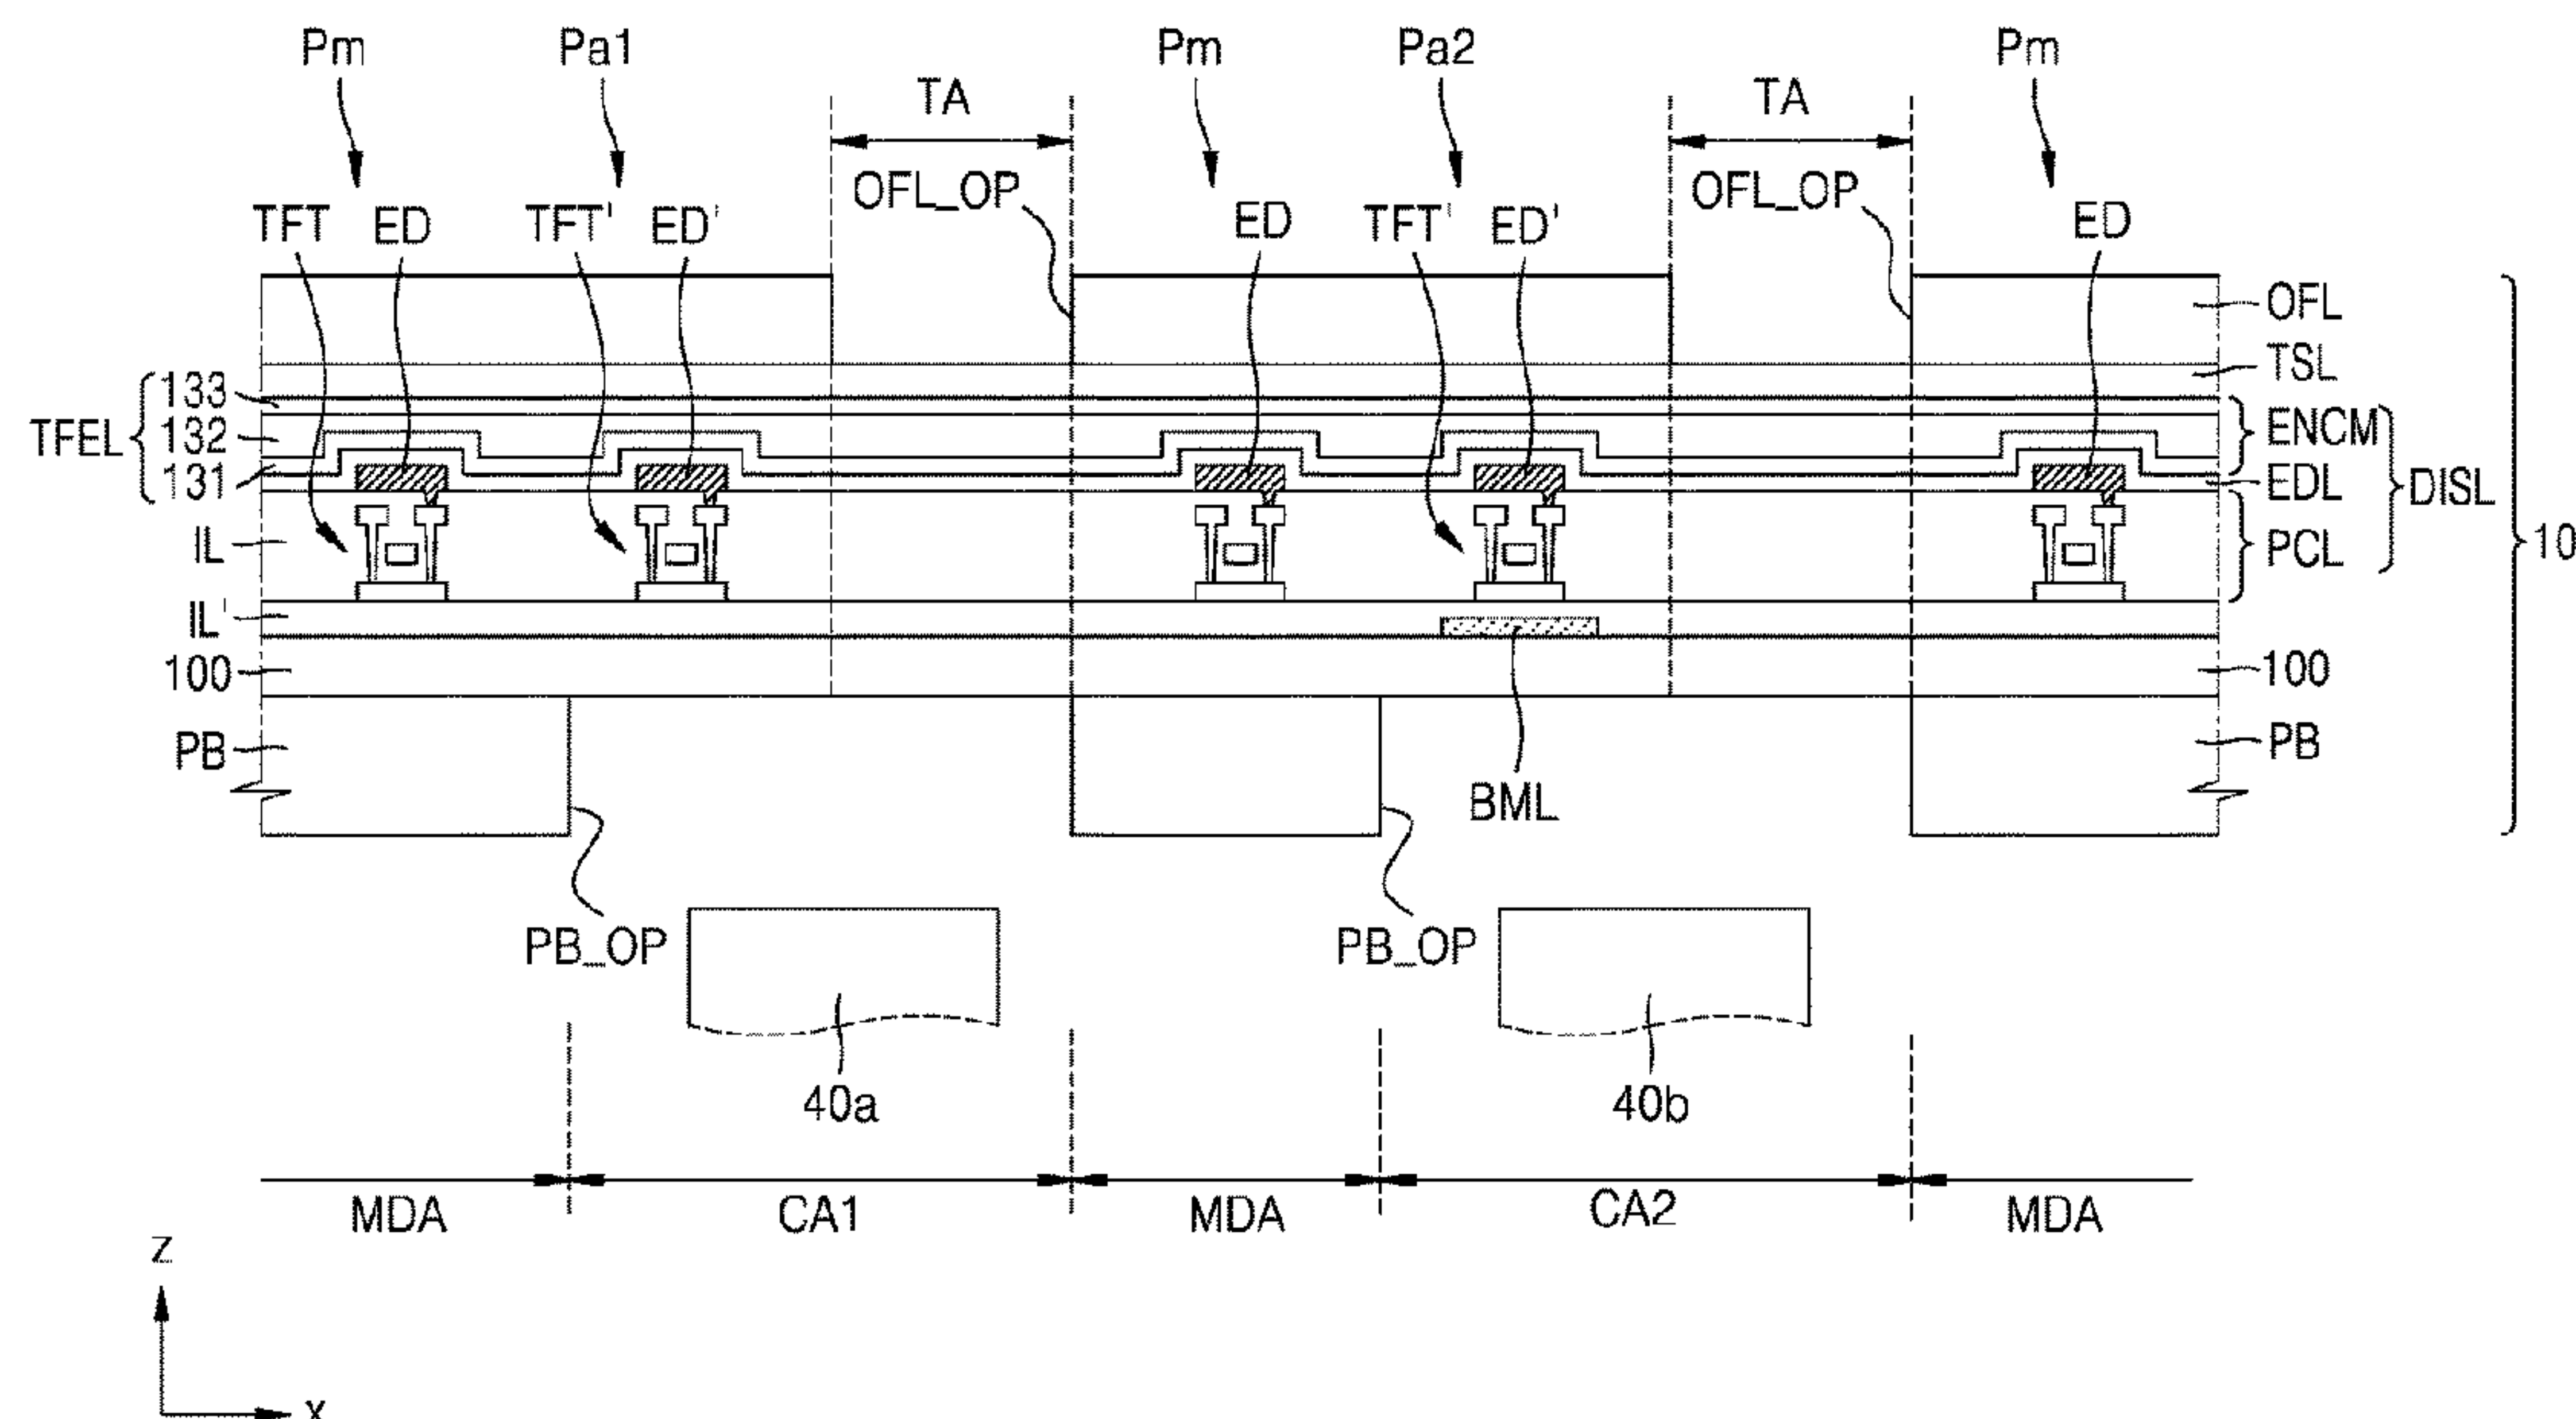 Pm Pa1 Pm Pa2 Pm
TA TA
OFL_OP OFL_OP
TFT ED TFT' ED' ED TFT' ED' ED
OFL
TSL
133
132
131
TFEL
ENCM
EDL
PCL
DISL
10
IL
IL'
100 100
PB PB
BML
PB_OP PB_OP
40a 40b
MDA CA1 MDA CA2 MDA
z
x